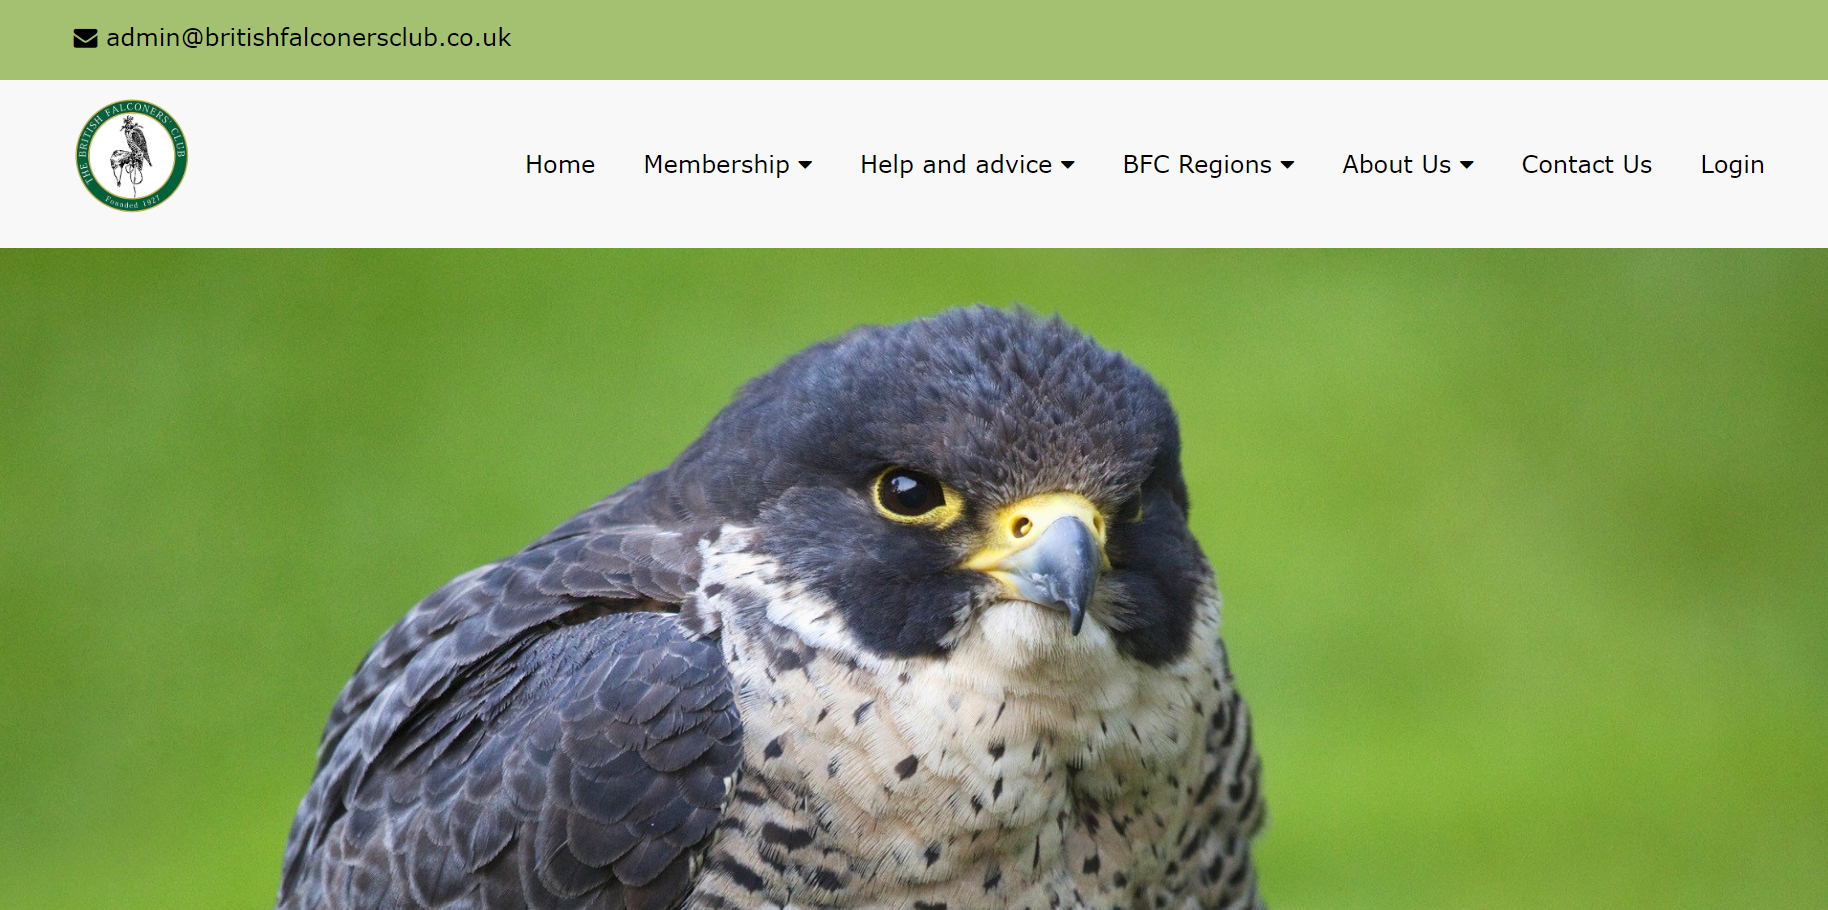 admin@britishfalconersclub.co.uk
THE BRITISH FALCONERS' CLUB
Founded 1927
Home Membership Help and advice BFC Regions About Us Contact Us Login